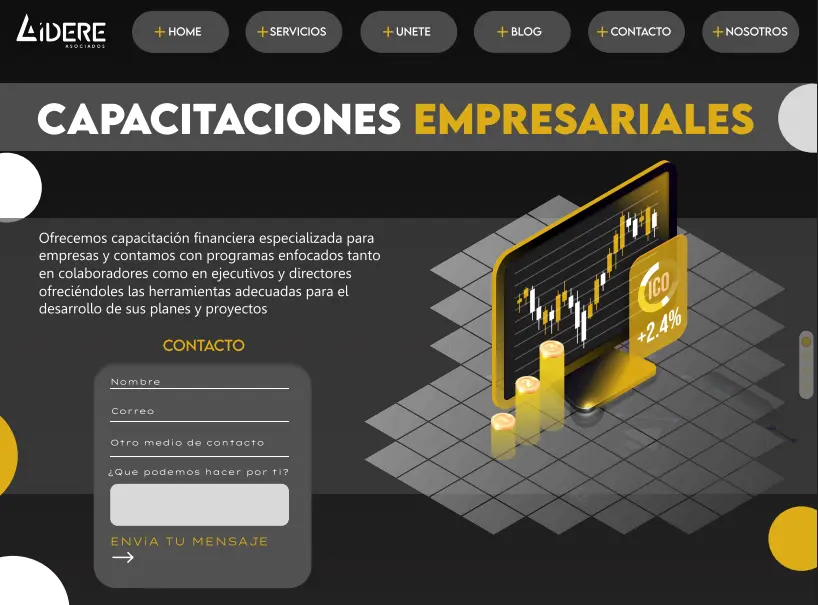 LIDERE
ASOCIADOS
+ HOME
+ SERVICIOS
+ UNETE
+ BLOG
+ CONTACTO
+ NOSOTROS
CAPACITACIONES EMPRESARIALES
Ofrecemos capacitación financiera especializada para
empresas y contamos con programas enfocados tanto
en colaboradores como en ejecutivos y directores
ofreciéndoles las herramientas adecuadas para el
desarrollo de sus planes y proyectos
ICO
+2.4%
CONTACTO
Nombre
Correo
Otro medio de contacto
¿Que podemos hacer por ti?
ENViA TU MENSAJE